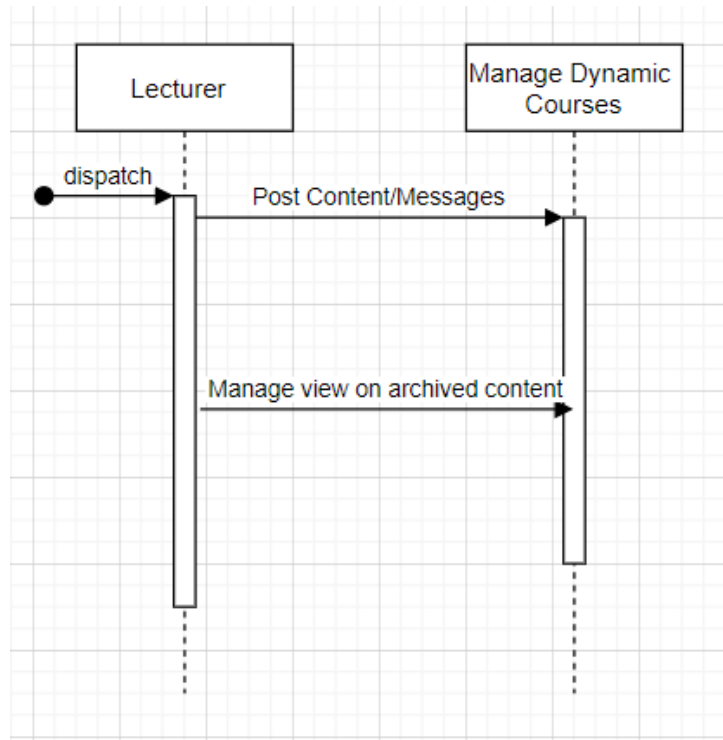 Lecturer
Manage Dynamic
Courses
dispatch
Post Content/Messages
Manage view on archived content